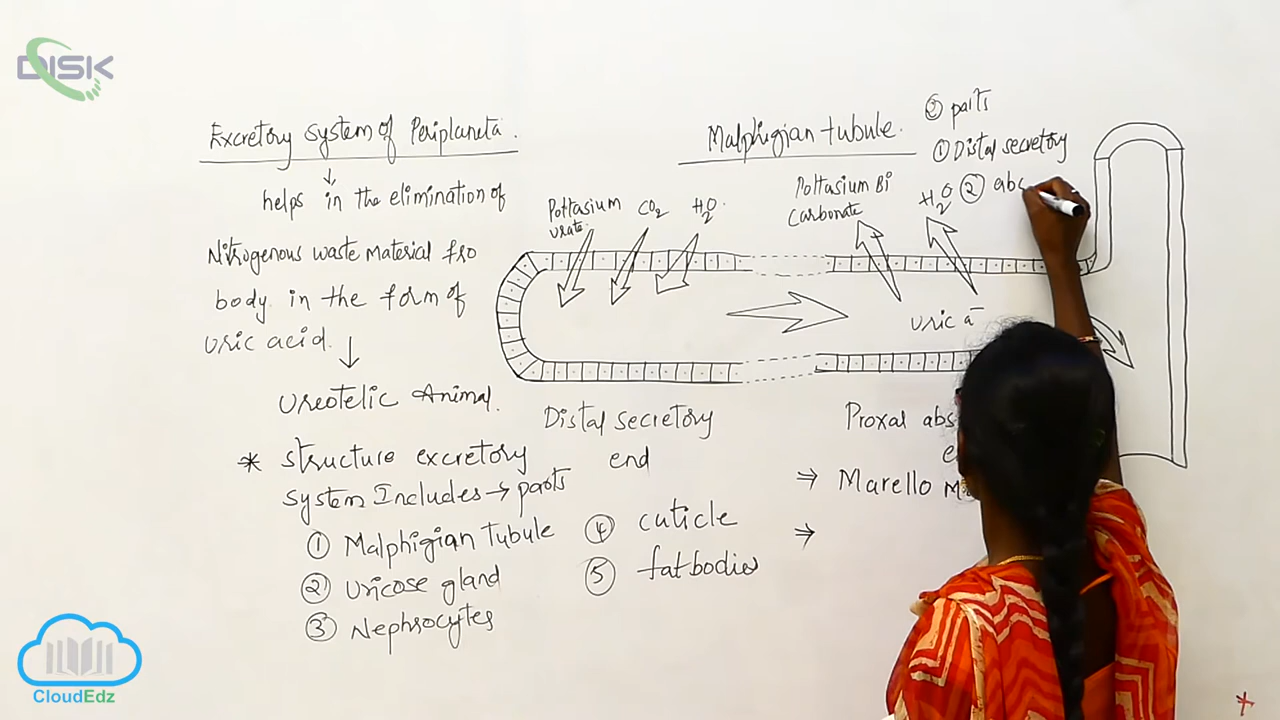 DISK
Excretory System of Periplaneta.
helps in the elimination of
Nitrogenous waste material fro
body in the form of
Uric acid.
Ureotelic Animal.
* Structure excretory
System Includes → parts
① Malphigian Tubule
② Uricose gland
③ Nephrocytes
④ cuticle
⑤ fatbodies
Malphigian tubule.
② parts
① Distal secretory
② abs
Pottasium
urate
CO2
H2O
Pottasium Bi
Carbonate
H2O
Uric a
Distal secretory
end
Proxal abs
e
⇒ Marello M
⇒
CloudEdz